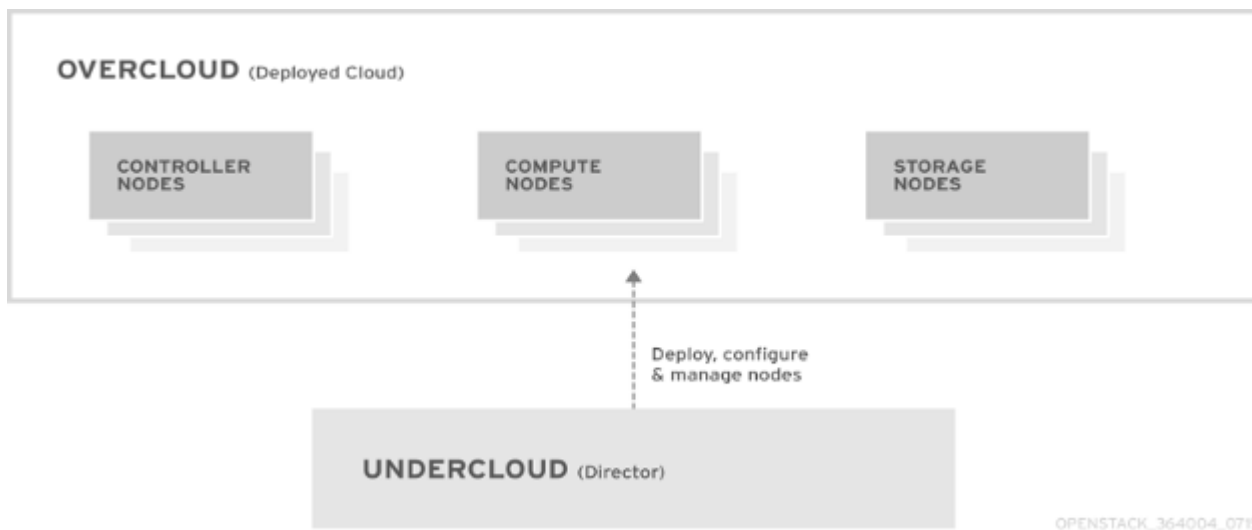 OVERCLOUD (Deployed Cloud)
CONTROLLER
NODES
COMPUTE
NODES
STORAGE
NODES
Deploy, configure
& manage nodes
UNDERCLOUD (Director)